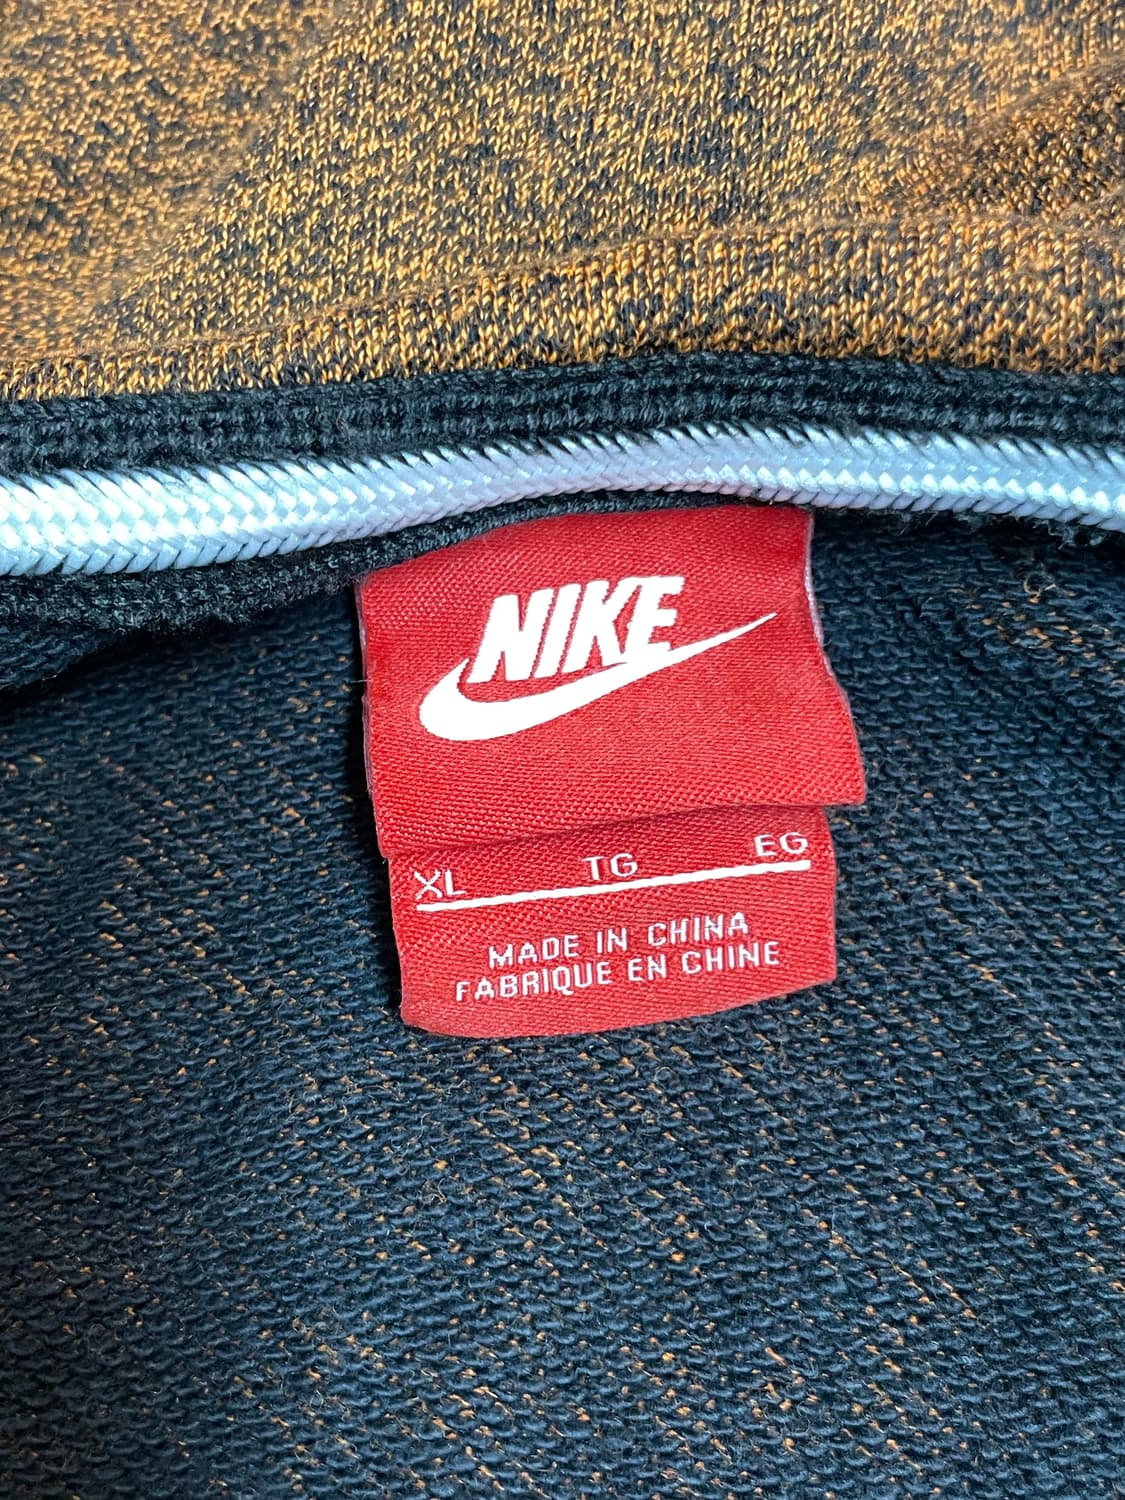 NIKE
XL TG EG
MADE IN CHINA
FABRIQUE EN CHINE